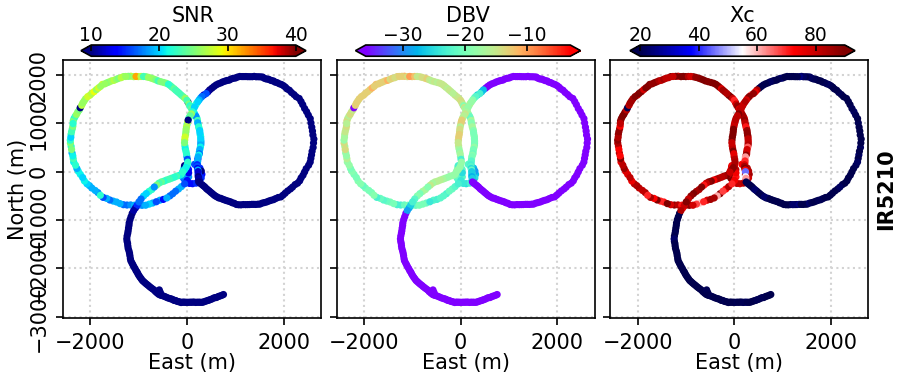 SNR DBV Xc
10 20 30 40 −30 −20 −10 20 40 60 80
North (m)
2000
1000
0
−1000
−2000
−3000
−2000 0 2000 −2000 0 2000 −2000 0 2000
East (m) East (m) East (m)
IR5210